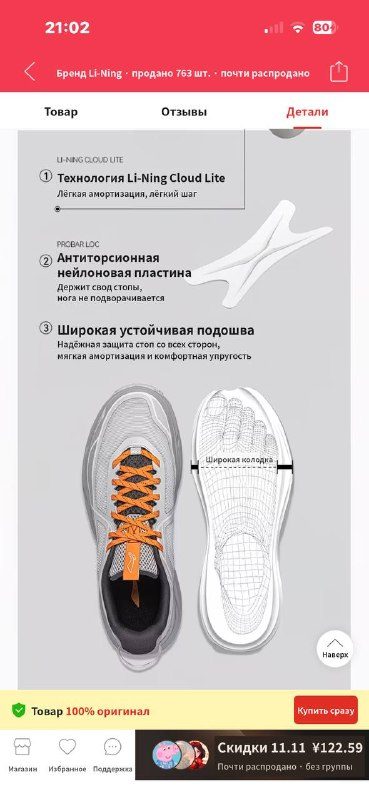 21:02
80
Бренд Li-Ning · продано 763 шт. · почти распродано
Товар
Отзывы
Детали
LI-NING CLOUD LITE
1 Технология Li-Ning Cloud Lite
Лёгкая амортизация, лёгкий шаг
PROBAR LOC
2 Антиторсионная
нейлоновая пластина
Держит свод стопы,
нога не подворачивается
3 Широкая устойчивая подошва
Надёжная защита стоп со всех сторон,
мягкая амортизация и комфортная упругость
Широкая колодка
Наверх
Товар 100% оригинал
Купить сразу
Магазин
Избранное
Поддержка
Скидки 11.11 ¥122.59
Почти распродано · без группы